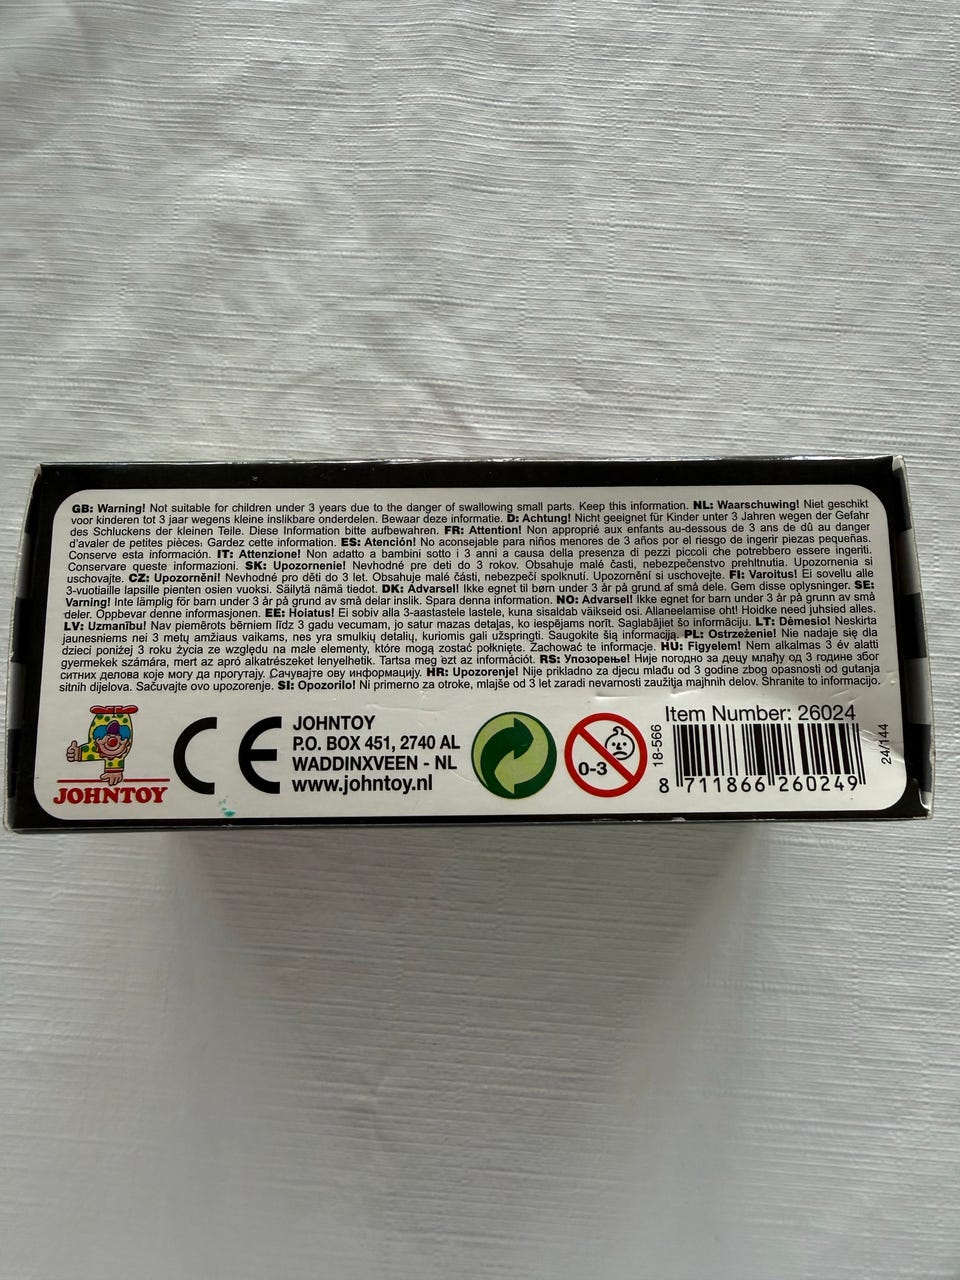 GB: Warning! Not suitable for children under 3 years due to the danger of swallowing small parts. Keep this information. NL: Waarschuwing! Niet geschikt
voor kinderen tot 3 jaar wegens kleine inslikbare onderdelen. Bewaar deze informatie. D: Achtung! Nicht geeignet für Kinder unter 3 Jahren wegen der Gefahr
des Schluckens der kleinen Teile. Diese Information bitte aufbewahren. FR: Attention! Non approprié aux enfants au-dessous de 3 ans de dû au danger
d'avaler de petites pièces. Gardez cette information. ES: Atención! No aconsejable para niños menores de 3 años por el riesgo de ingerir piezas pequeñas.
Conserve esta información. IT: Attenzione! Non adatto a bambini sotto i 3 anni a causa della presenza di pezzi piccoli che potrebbero essere ingeriti.
Conservare queste informazioni. SK: Upozornenie! Nevhodné pre deti do 3 rokov. Obsahuje malé časti, nebezpečenstvo prehltnutia. Upozornenia si
uschovajte. CZ: Upozornění! Nevhodné pro děti do 3 let. Obsahuje malé části, nebezpečí spolknutí. Upozornění si uschovejte. FI: Varoitus! Ei sovellu alle
3-vuotiaille lapsille pienten osien vuoksi. Säilytä nämä tiedot. DK: Advarsel! Ikke egnet til børn under 3 år på grund af små dele. Gem disse oplysninger. SE:
Varning! Inte lämplig för barn under 3 år på grund av små delar inslik. Spara denna information. NO: Advarsel! Ikke egnet for barn under 3 år på grunn av små
deler. Oppbevar denne informasjonen. EE: Hoiatus! Ei sobiv alla 3-aastastele lastele, kuna sisaldab väikseid osi. Allaneelamise oht! Hoidke need juhsied alles.
LV: Uzmanību! Nav piemērots bērniem līdz 3 gadu vecumam, jo satur mazas detaļas, ko iespējams norīt. Saglabājiet šo informāciju. LT: Dėmesio! Neskirta
jaunesniems nei 3 metų amžiaus vaikams, nes yra smulkių detalių, kuriomis gali užspringti. Saugokite šią informaciją. PL: Ostrzeżenie! Nie nadaje się dla
dzieci poniżej 3 roku życia ze względu na małe elementy, które mogą zostać połknięte. Zachować te informacje. HU: Figyelem! Nem alkalmas 3 év alatti
gyermekek számára, mert az apró alkatrészeket lenyelhetik. Tartsa meg ezt az információt. RS: Упозорење! Није погодно за децу млађу од 3 године због
ситних делова које могу да прогутају. Сачувајте ову информацију. HR: Upozorenje! Nije prikladno za djecu mlađu od 3 godine zbog opasnosti od gutanja
sitnih dijelova. Sačuvajte ovo upozorenje. SI: Opozorilo! Ni primerno za otroke, mlajše od 3 let zaradi nevarnosti zaužitja majhnih delov. Shranite to informacijo.
JOHNTOY
CE
JOHNTOY
P.O. BOX 451, 2740 AL
WADDINXVEEN - NL
www.johntoy.nl
0-3
18-566
Item Number: 26024
8 711866 260249
24/144